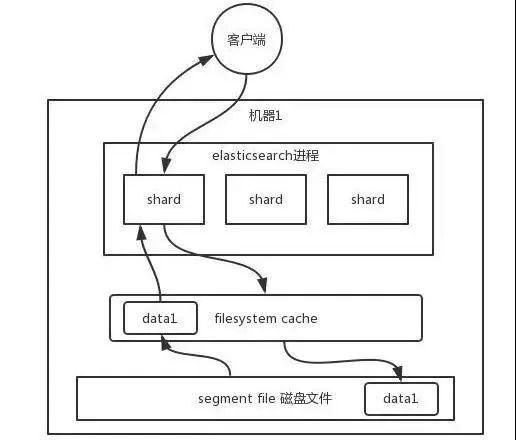 客户端
机器1
elasticsearch进程
shard
shard
shard
data1
filesystem cache
segment file 磁盘文件
data1